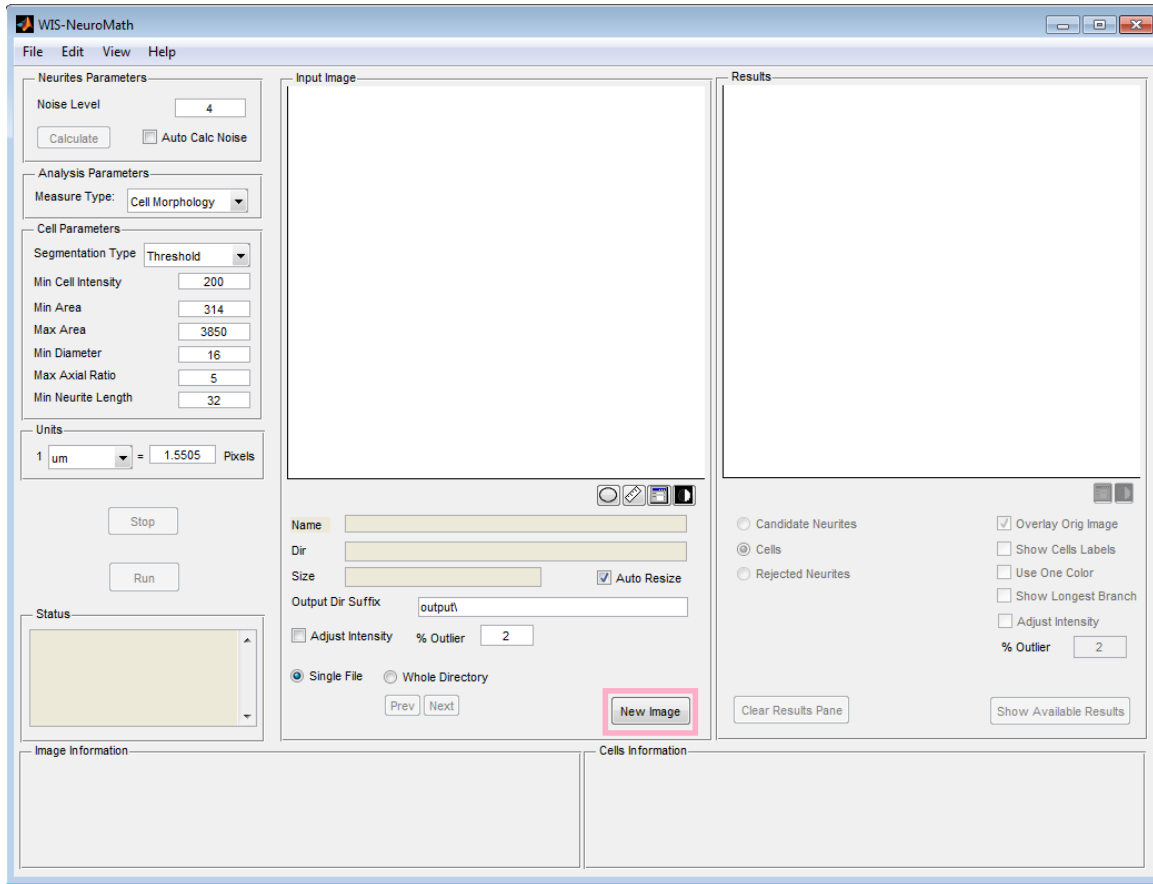 WIS-NeuroMath
File Edit View Help
Neurites Parameters
Noise Level 4
Calculate Auto Calc Noise
Analysis Parameters
Measure Type: Cell Morphology
Cell Parameters
Segmentation Type Threshold
Min Cell Intensity 200
Min Area 314
Max Area 3850
Min Diameter 16
Max Axial Ratio 5
Min Neurite Length 32
Units
1 um = 1.5505 Pixels
Stop
Run
Status
Input Image
Name
Dir
Size Auto Resize
Output Dir Suffix output\
Adjust Intensity % Outlier 2
Single File Whole Directory
Prev Next
New Image
Results
Candidate Neurites
Cells
Rejected Neurites
Overlay Orig Image
Show Cells Labels
Use One Color
Show Longest Branch
Adjust Intensity
% Outlier 2
Clear Results Pane
Show Available Results
Image Information
Cells Information